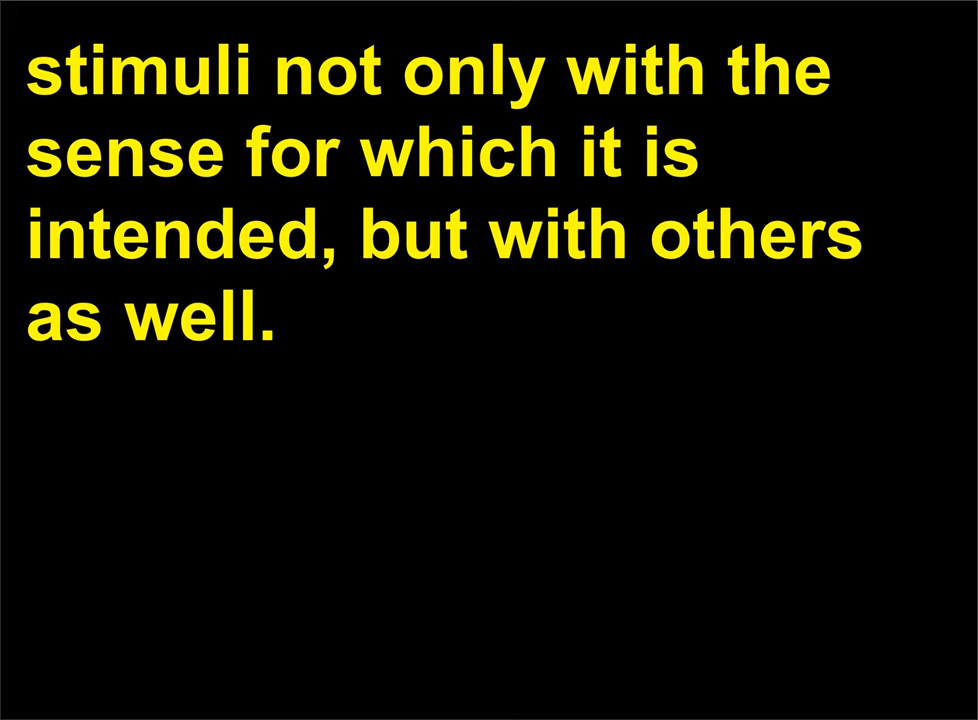 stimuli not only with the
sense for which it is
intended, but with others
as well.